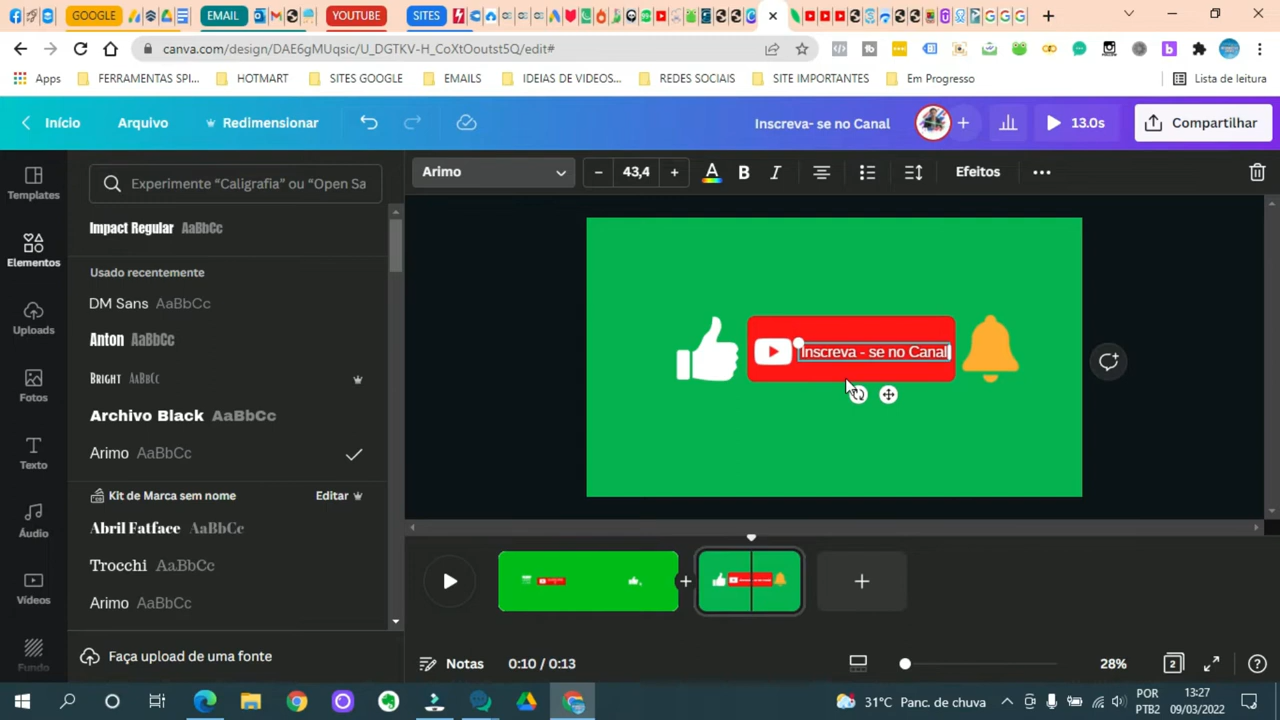 GOOGLE
EMAIL
YOUTUBE
SITES
canva.com/design/DAE6gMUqsic/U_DGTKV-H_CoXtOoutst5Q/edit#
Apps
FERRAMENTAS SPI...
HOTMART
SITES GOOGLE
EMAILS
IDEIAS DE VIDEOS...
REDES SOCIAIS
SITE IMPORTANTES
Em Progresso
Lista de leitura
Início
Arquivo
Redimensionar
Inscreva- se no Canal
13.0s
Compartilhar
Templates
Elementos
Uploads
Fotos
Texto
Áudio
Vídeos
Fundo
Experimente “Caligrafia” ou “Open Sa
Impact Regular AaBbCc
Usado recentemente
DM Sans AaBbCc
Anton AaBbCc
BRIGHT AaBbCc
Archivo Black AaBbCc
Arimo AaBbCc
Kit de Marca sem nome
Editar
Abril Fatface AaBbCc
Trocchi AaBbCc
Arimo AaBbCc
Faça upload de uma fonte
Arimo
43,4
A
B
I
Efeitos
Inscreva - se no Canal
Notas
0:10 / 0:13
28%
2
31°C Panc. de chuva
POR
PTB2
13:27
09/03/2022